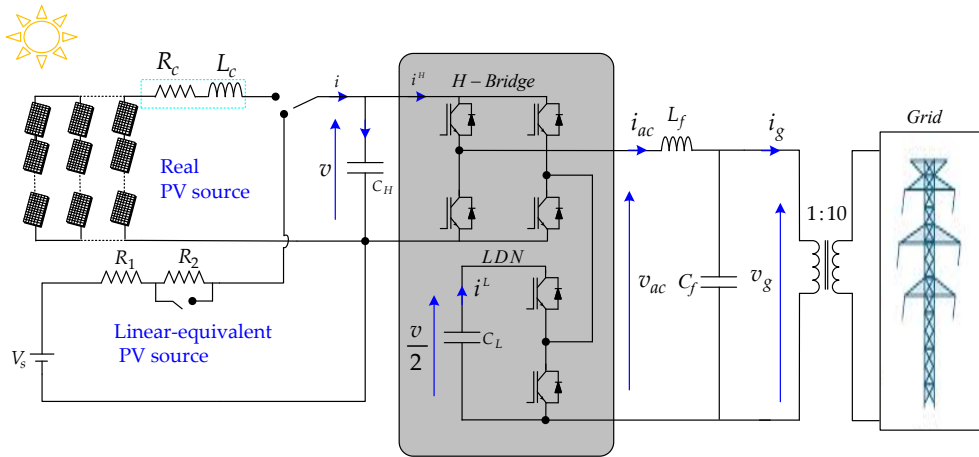 R_c
L_c
i
i^H
H – Bridge
Grid
L_f
i_ac
i_g
Real
PV source
v
C_H
1:10
R_1
R_2
LDN
i^L
v_ac
C_f
v_g
Linear-equivalent
PV source
v
2
C_L
V_s